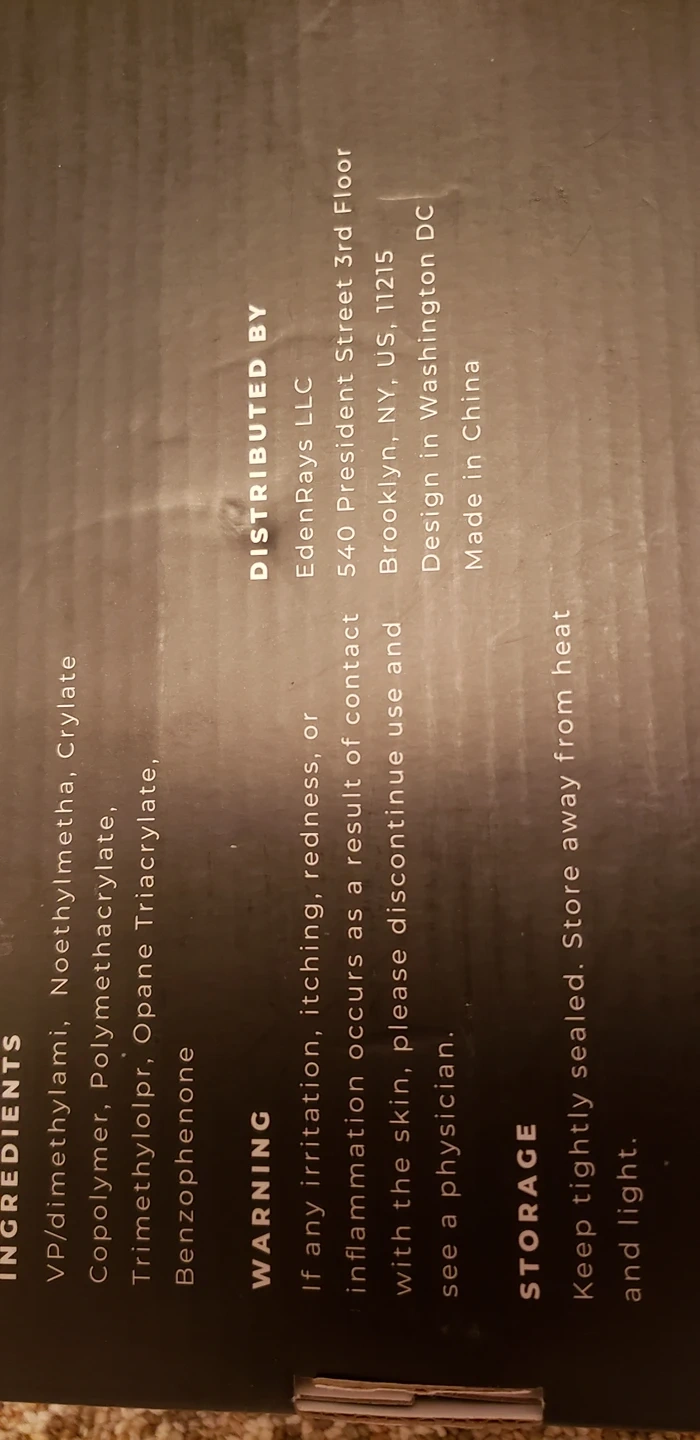 INGREDIENTS
VP/dimethylami, Noethylmetha, Crylate
Copolymer, Polymethacrylate,
Trimethylolpr, Opane Triacrylate,
Benzophenone
WARNING
If any irritation, itching, redness, or
inflammation occurs as a result of contact
with the skin, please discontinue use and
see a physician.
STORAGE
Keep tightly sealed. Store away from heat
and light.
DISTRIBUTED BY
EdenRays LLC
540 President Street 3rd Floor
Brooklyn, NY, US, 11215
Design in Washington DC
Made in China